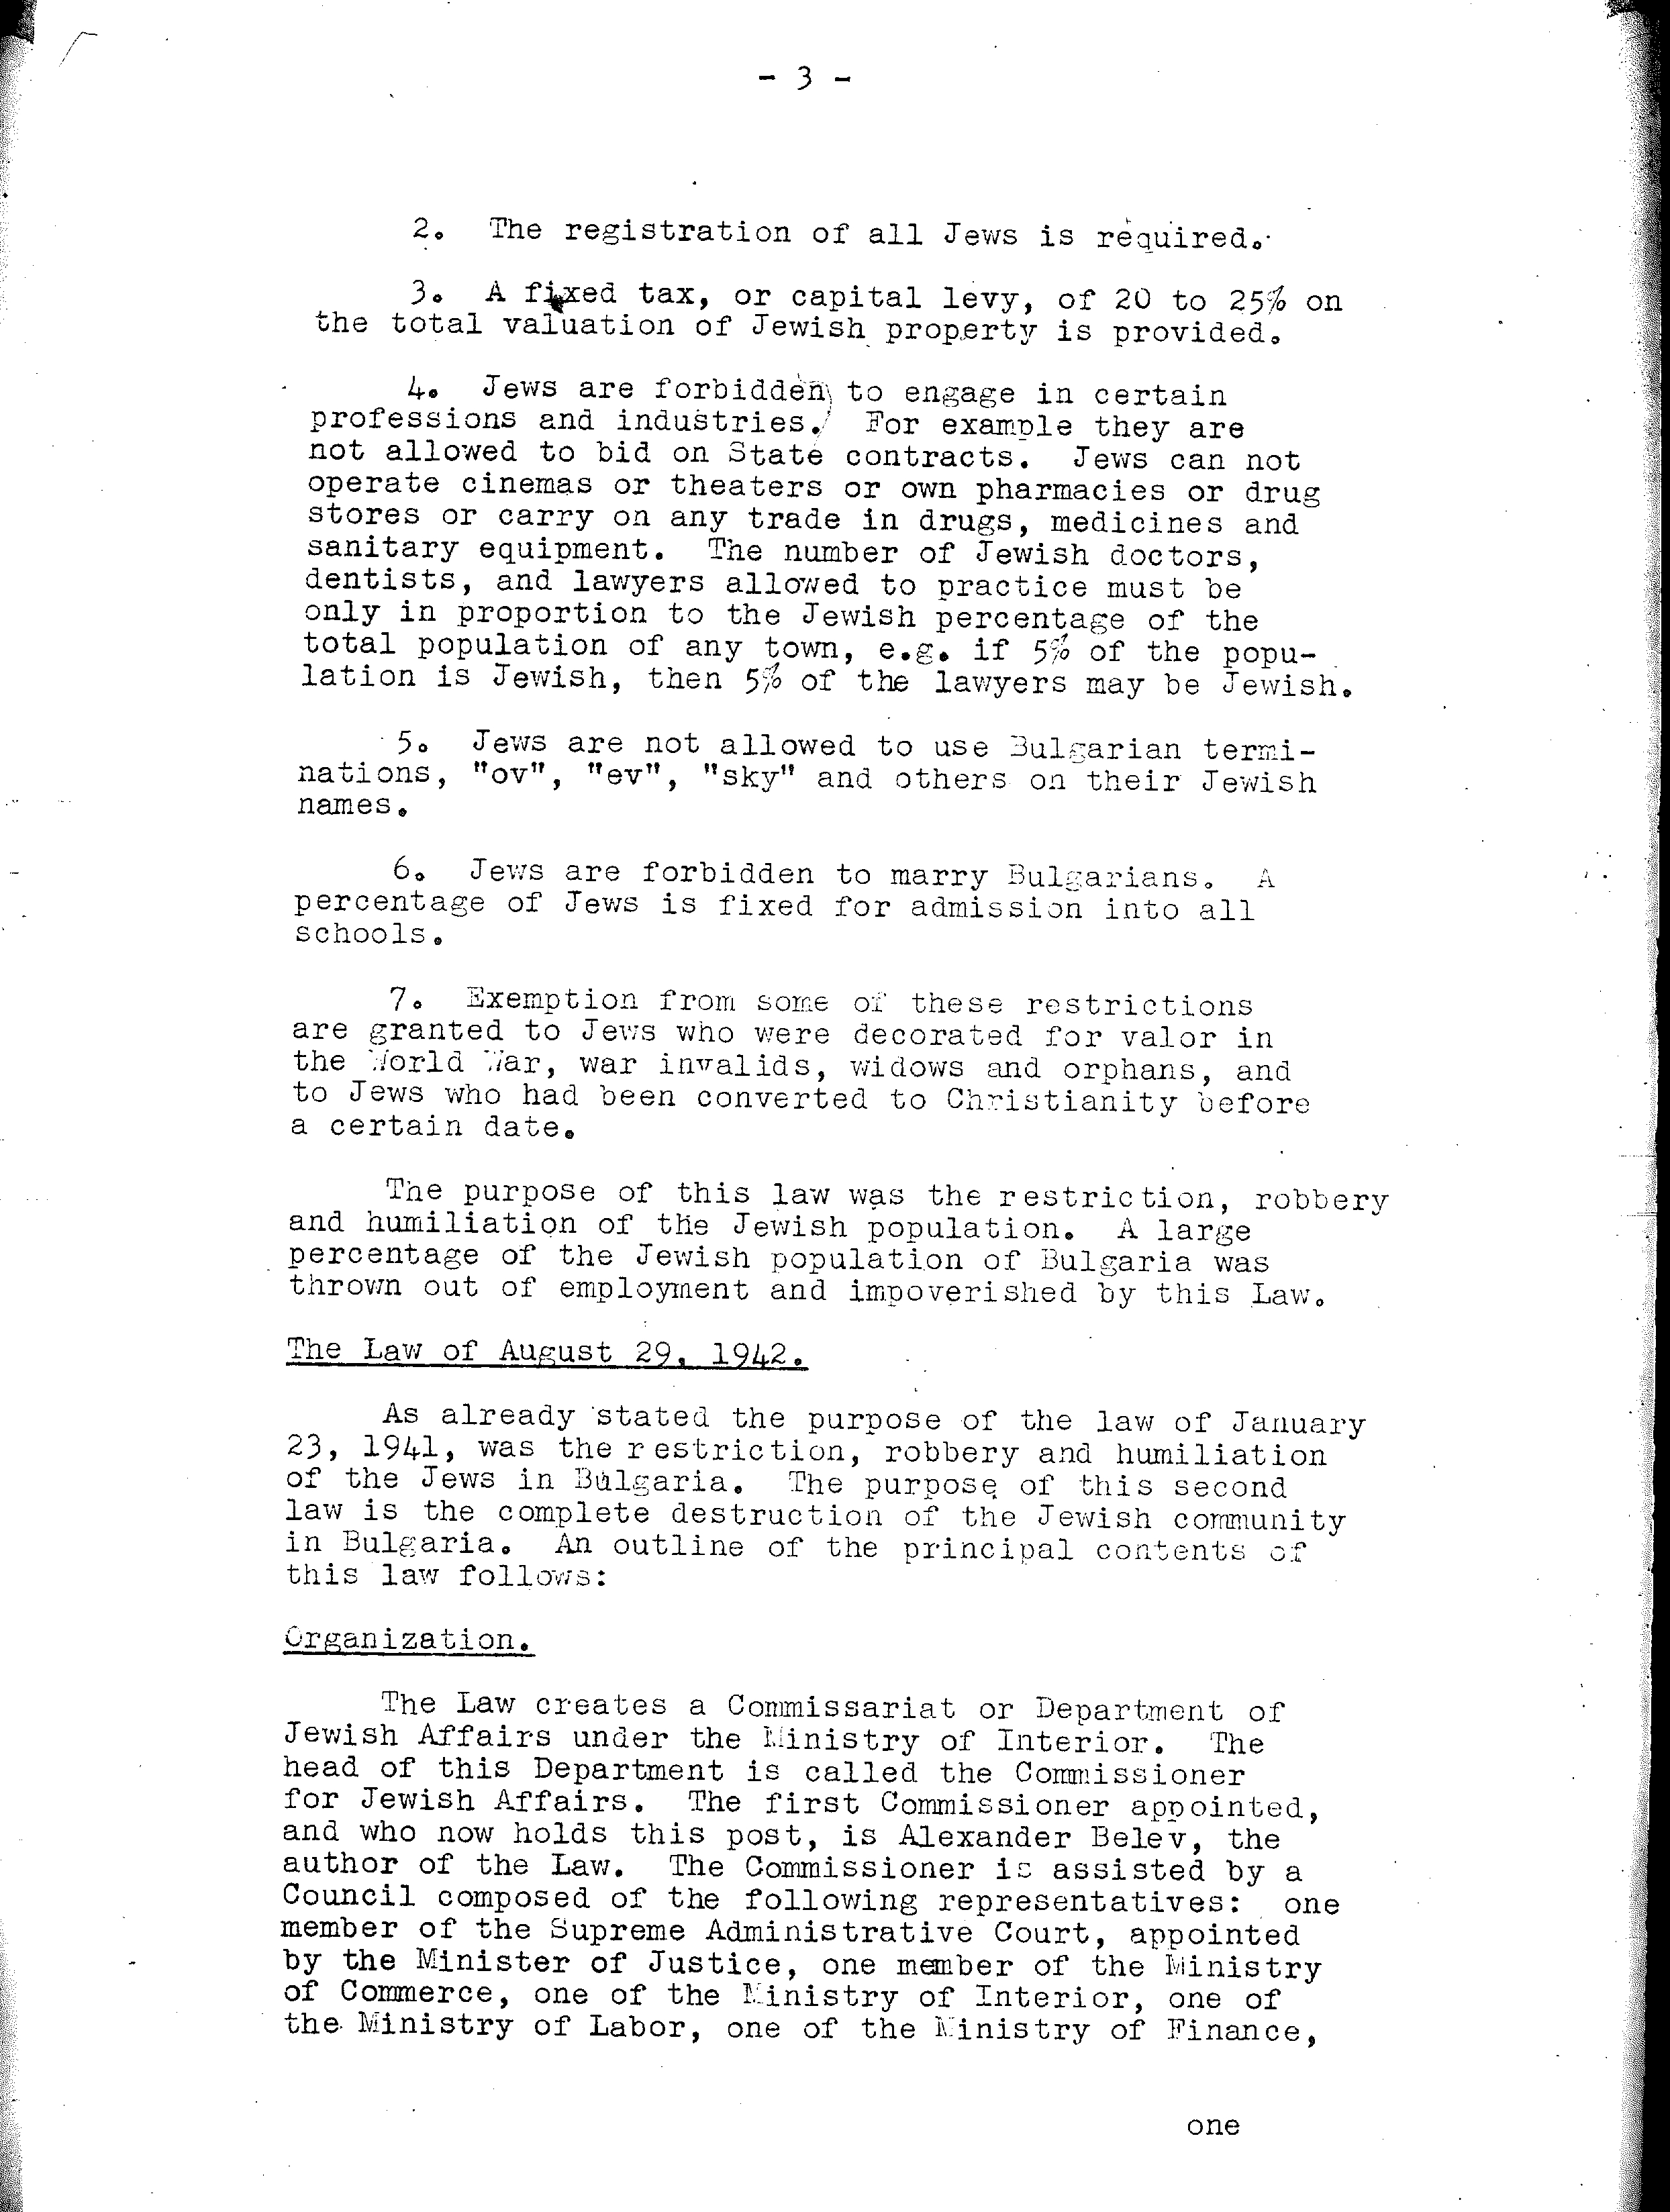 - 3 -
2. The registration of all Jews is required.
3. A fixed tax, or capital levy, of 20 to 25% on
the total valuation of Jewish property is provided.
4. Jews are forbidden to engage in certain
professions and industries. For example they are
not allowed to bid on State contracts. Jews can not
operate cinemas or theaters or own pharmacies or drug
stores or carry on any trade in drugs, medicines and
sanitary equipment. The number of Jewish doctors,
dentists, and lawyers allowed to practice must be
only in proportion to the Jewish percentage of the
total population of any town, e.g. if 5% of the popu-
lation is Jewish, then 5% of the lawyers may be Jewish.
5. Jews are not allowed to use Bulgarian termi-
nations, "ov", "ev", "sky" and others on their Jewish
names.
6. Jews are forbidden to marry Bulgarians. A
percentage of Jews is fixed for admission into all
schools.
7. Exemption from some of these restrictions
are granted to Jews who were decorated for valor in
the World War, war invalids, widows and orphans, and
to Jews who had been converted to Christianity before
a certain date.
The purpose of this law was the restriction, robbery
and humiliation of the Jewish population. A large
percentage of the Jewish population of Bulgaria was
thrown out of employment and impoverished by this Law.
The Law of August 29, 1942.
As already stated the purpose of the law of January
23, 1941, was the restriction, robbery and humiliation
of the Jews in Bulgaria. The purpose of this second
law is the complete destruction of the Jewish community
in Bulgaria. An outline of the principal contents of
this law follows:
Organization.
The Law creates a Commissariat or Department of
Jewish Affairs under the Ministry of Interior. The
head of this Department is called the Commissioner
for Jewish Affairs. The first Commissioner appointed,
and who now holds this post, is Alexander Belev, the
author of the Law. The Commissioner is assisted by a
Council composed of the following representatives: one
member of the Supreme Administrative Court, appointed
by the Minister of Justice, one member of the Ministry
of Commerce, one of the Ministry of Interior, one of
the Ministry of Labor, one of the Ministry of Finance,
one